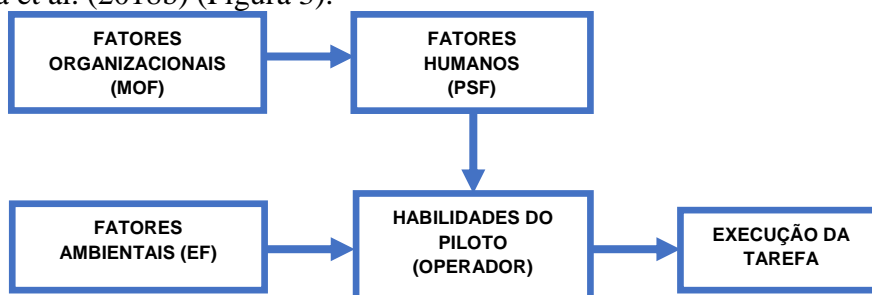 et al. (2018b) (Figura 3).
FATORES
ORGANIZACIONAIS
(MOF)
FATORES
HUMANOS
(PSF)
FATORES
AMBIENTAIS (EF)
HABILIDADES DO
PILOTO
(OPERADOR)
EXECUÇÃO DA
TAREFA